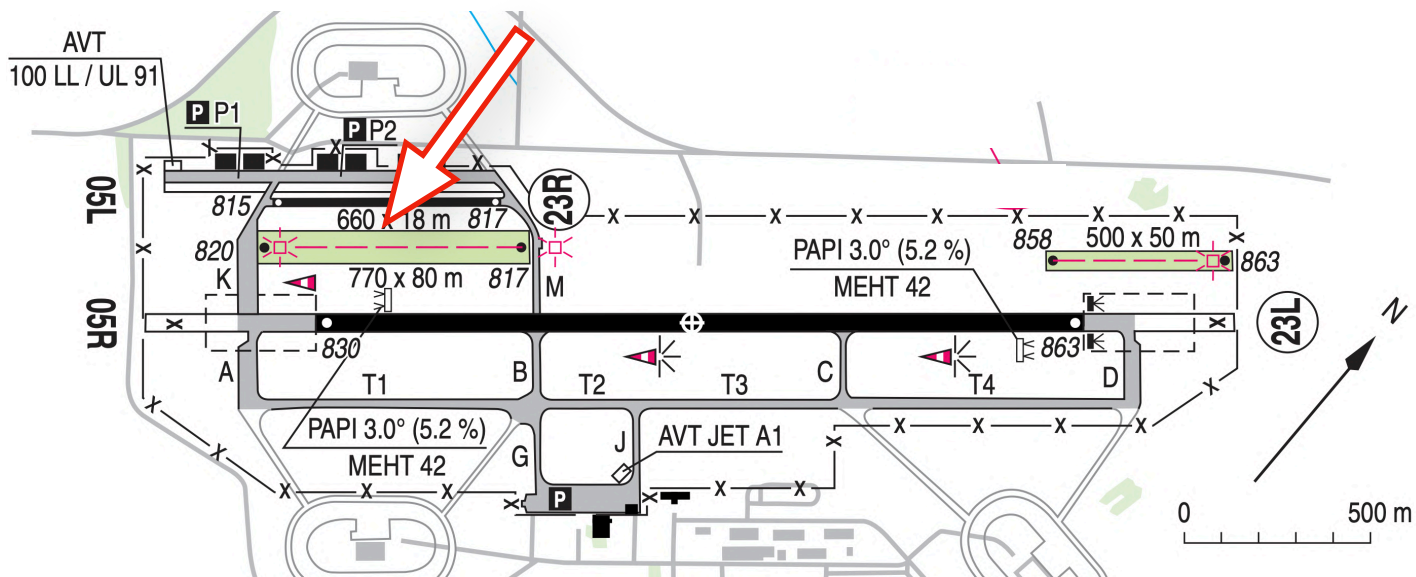 AVT
100 LL / UL 91
P P1
P P2
05L
815
660 x 18 m
817
23R
820
K
770 x 80 m
817
M
PAPI 3.0° (5.2 %)
MEHT 42
858
500 x 50 m
863
05R
830
863
23L
N
A
T1
B
T2
T3
C
T4
D
PAPI 3.0° (5.2 %)
MEHT 42
G
J
AVT JET A1
P
0
500 m
X X X X X X X X
X X X X
X X
X X X X X X X X
X X X X X X X X X